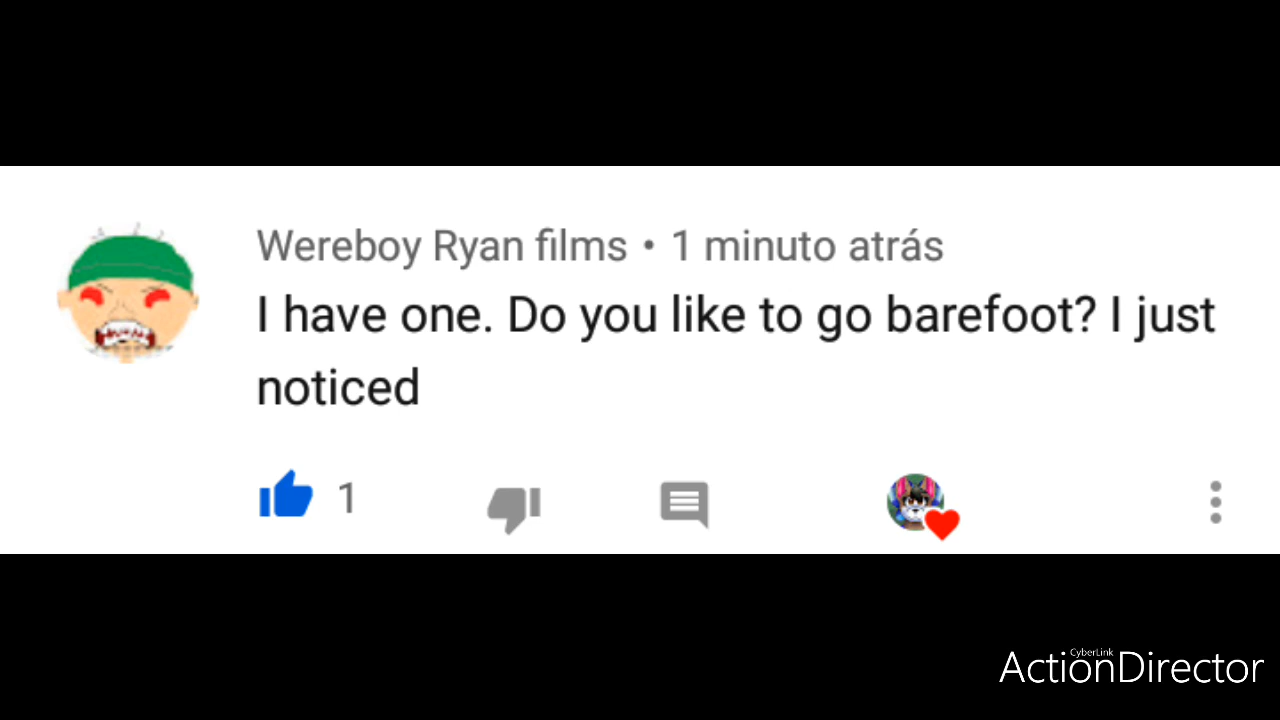 Wereboy Ryan films • 1 minuto atrás
I have one. Do you like to go barefoot? I just
noticed
1
CyberLink
ActionDirector